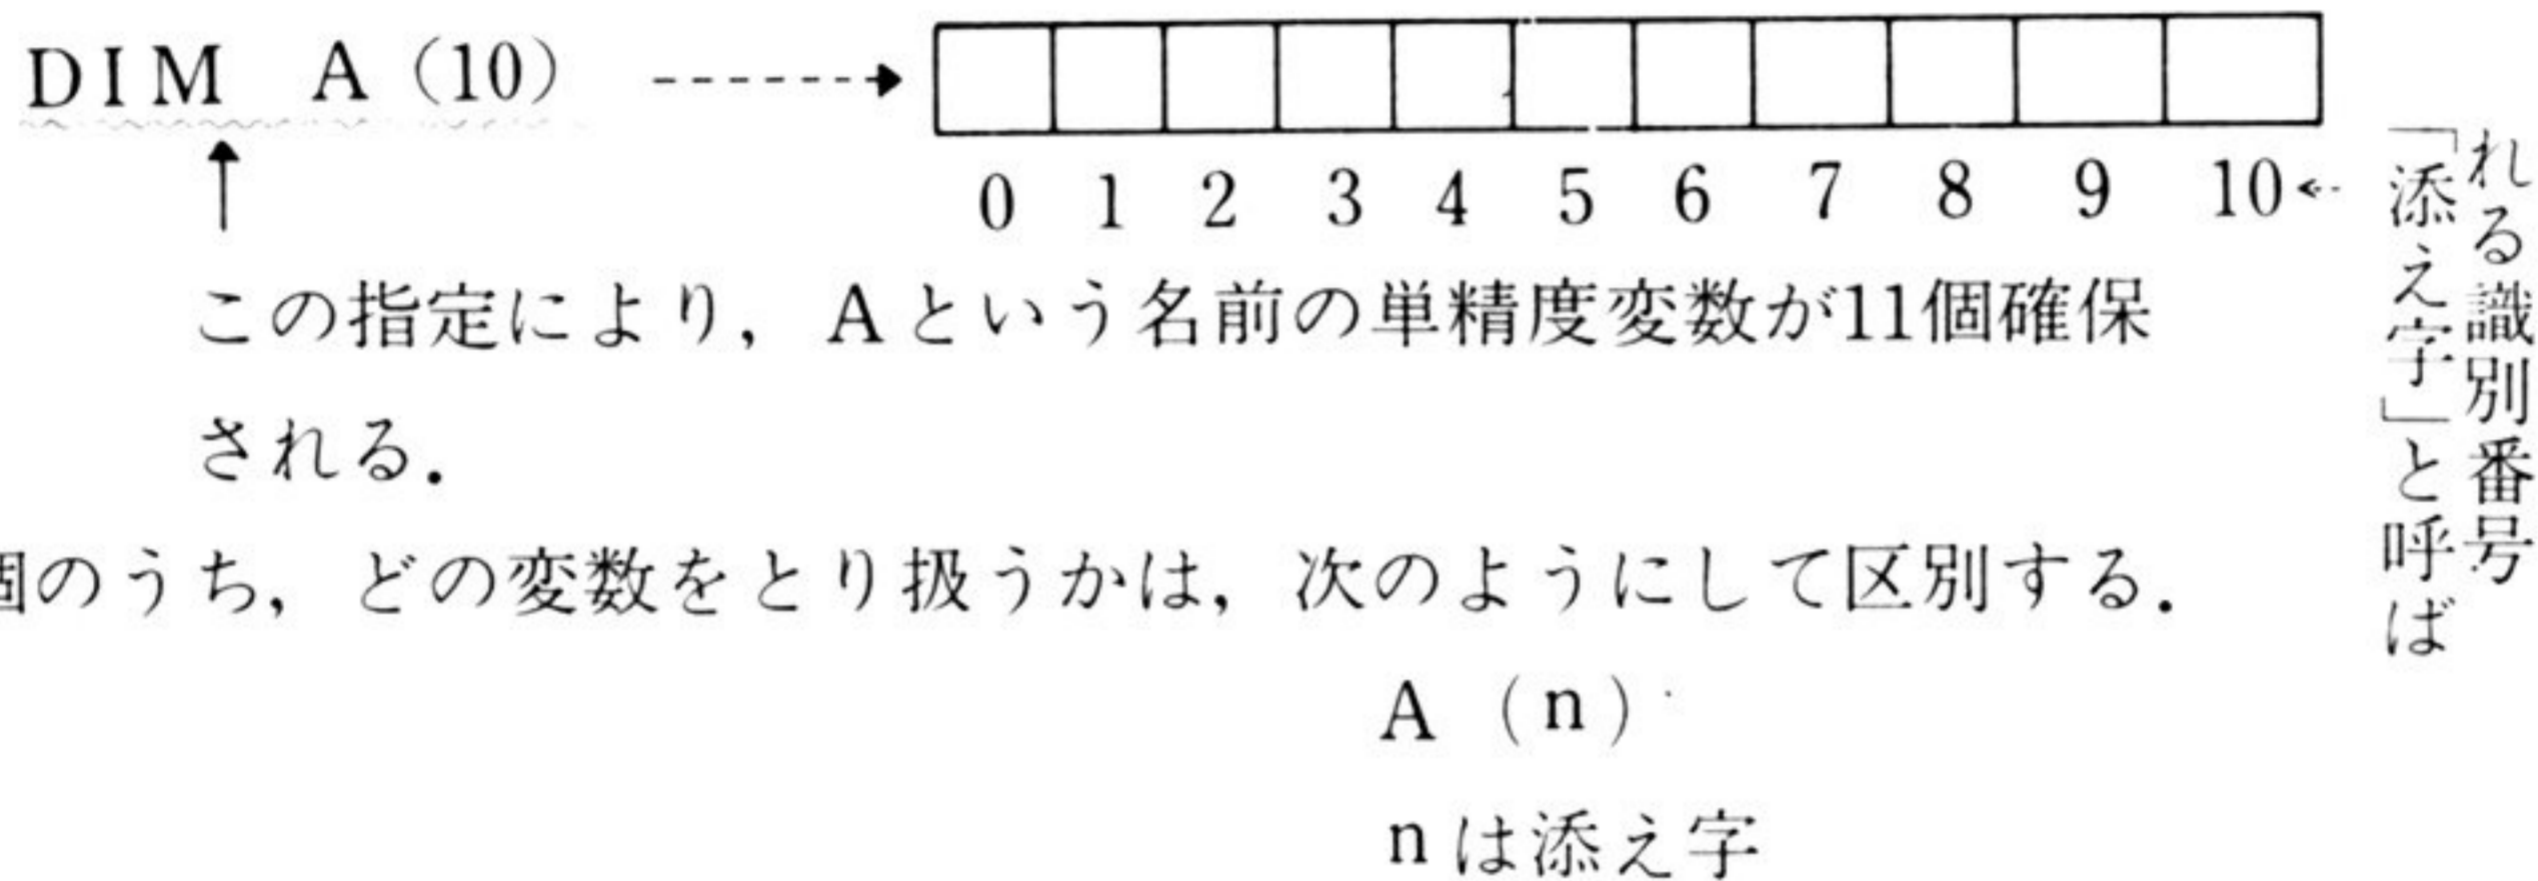 DIM A (10)
0 1 2 3 4 5 6 7 8 9 10
「添え字」と呼ば
れる識別番号
この指定により，Aという名前の単精度変数が11個確保
される．
個のうち，どの変数をとり扱うかは，次のようにして区別する．
A (n)
nは添え字